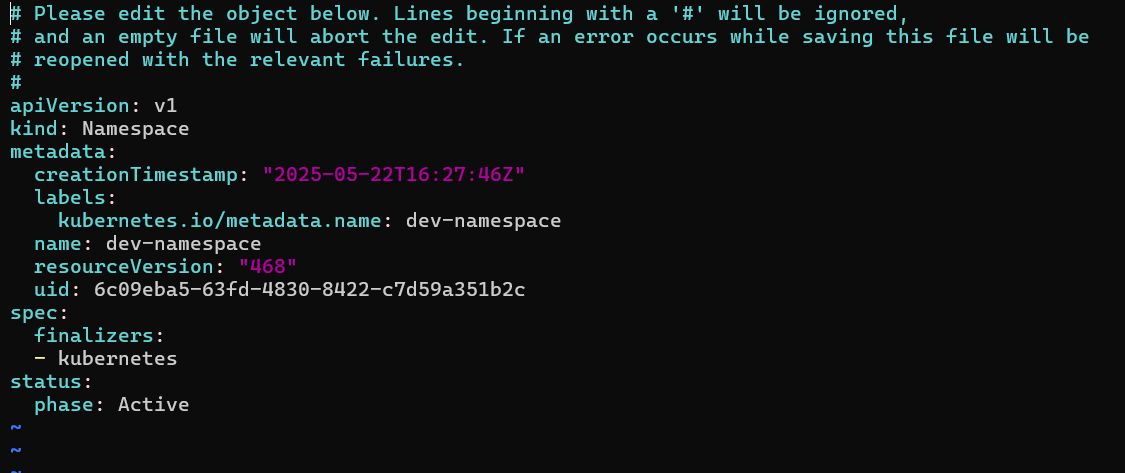 # Please edit the object below. Lines beginning with a '#' will be ignored,
# and an empty file will abort the edit. If an error occurs while saving this file will be
# reopened with the relevant failures.
#
apiVersion: v1
kind: Namespace
metadata:
  creationTimestamp: "2025-05-22T16:27:46Z"
  labels:
    kubernetes.io/metadata.name: dev-namespace
  name: dev-namespace
  resourceVersion: "468"
  uid: 6c09eba5-63fd-4830-8422-c7d59a351b2c
spec:
  finalizers:
  - kubernetes
status:
  phase: Active
~
~
~